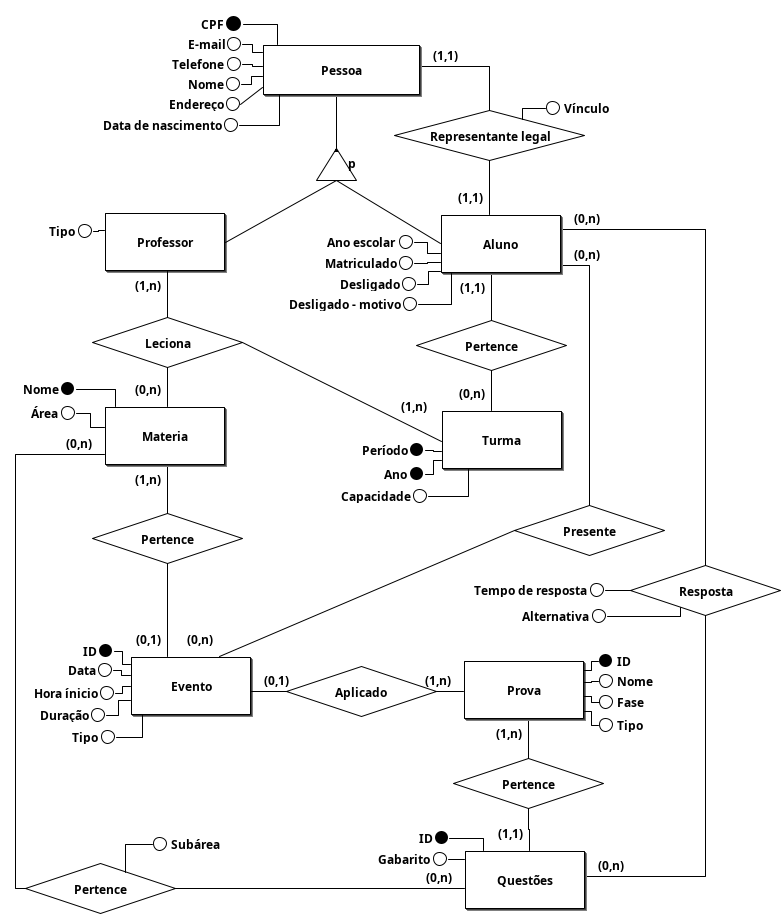 CPF
E-mail
Telefone
Nome
Endereço
Data de nascimento
Pessoa
(1,1)
Vínculo
Representante legal
p
(1,1)
Tipo
Professor
Ano escolar
Matriculado
Desligado
Desligado - motivo
Aluno
(0,n)
(0,n)
(1,n)
(1,1)
Leciona
Pertence
Nome
Área
(0,n)
(0,n)
(1,n)
(0,n)
Materia
Turma
Período
Ano
Capacidade
(1,n)
Pertence
Presente
Tempo de resposta
Alternativa
Resposta
(0,1)
(0,n)
ID
Data
Hora ínicio
Duração
Tipo
Evento
(0,1)
Aplicado
(1,n)
Prova
ID
Nome
Fase
Tipo
(1,n)
Pertence
(1,1)
Subárea
ID
Gabarito
(0,n)
Pertence
Questões
(0,n)